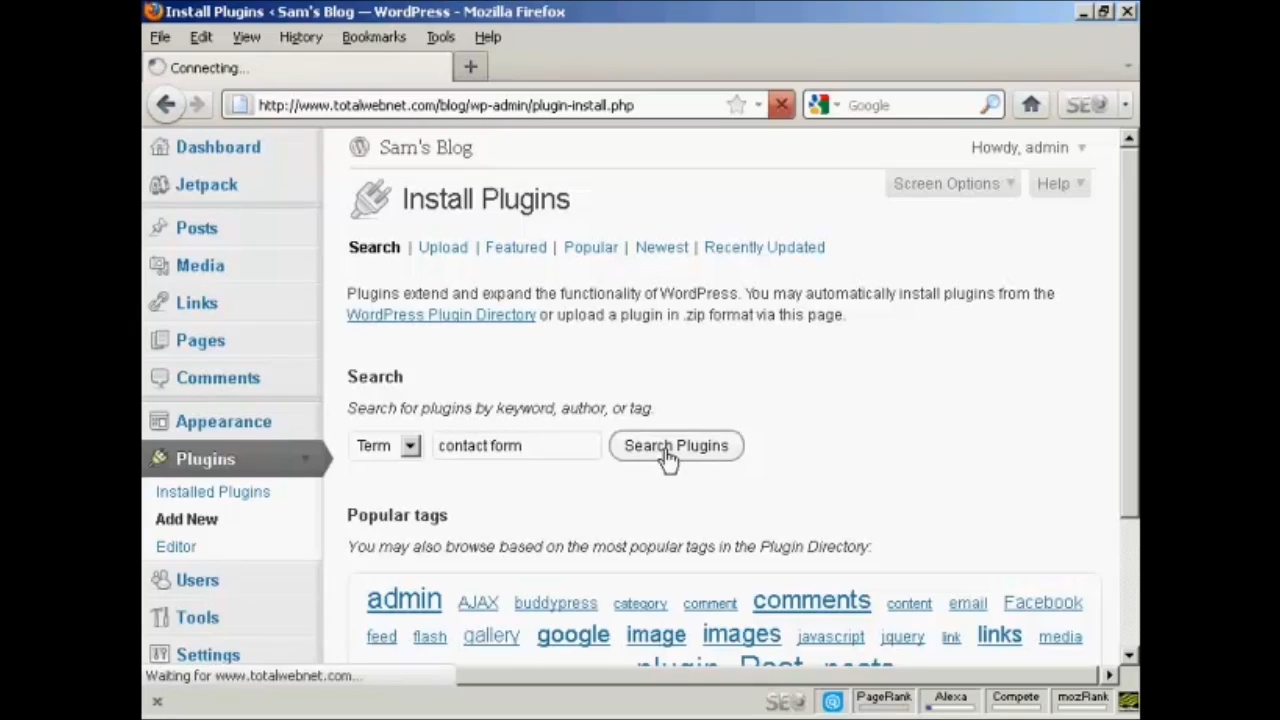 Install Plugins ‹ Sam's Blog — WordPress - Mozilla Firefox
File Edit View History Bookmarks Tools Help
Connecting...
http://www.totalwebnet.com/blog/wp-admin/plugin-install.php Google SEO
Dashboard
Jetpack
Posts
Media
Links
Pages
Comments
Appearance
Plugins
Installed Plugins
Add New
Editor
Users
Tools
Settings
Sam's Blog Howdy, admin
Install Plugins Screen Options Help
Search | Upload | Featured | Popular | Newest | Recently Updated
Plugins extend and expand the functionality of WordPress. You may automatically install plugins from the
WordPress Plugin Directory or upload a plugin in .zip format via this page.
Search
Search for plugins by keyword, author, or tag.
Term contact form Search Plugins
Popular tags
You may also browse based on the most popular tags in the Plugin Directory:
admin AJAX buddypress category comment comments content email Facebook
feed flash gallery google image images javascript jquery link links media
plugin Post posts
Waiting for www.totalwebnet.com...
SEO PageRank Alexa Compete mozRank